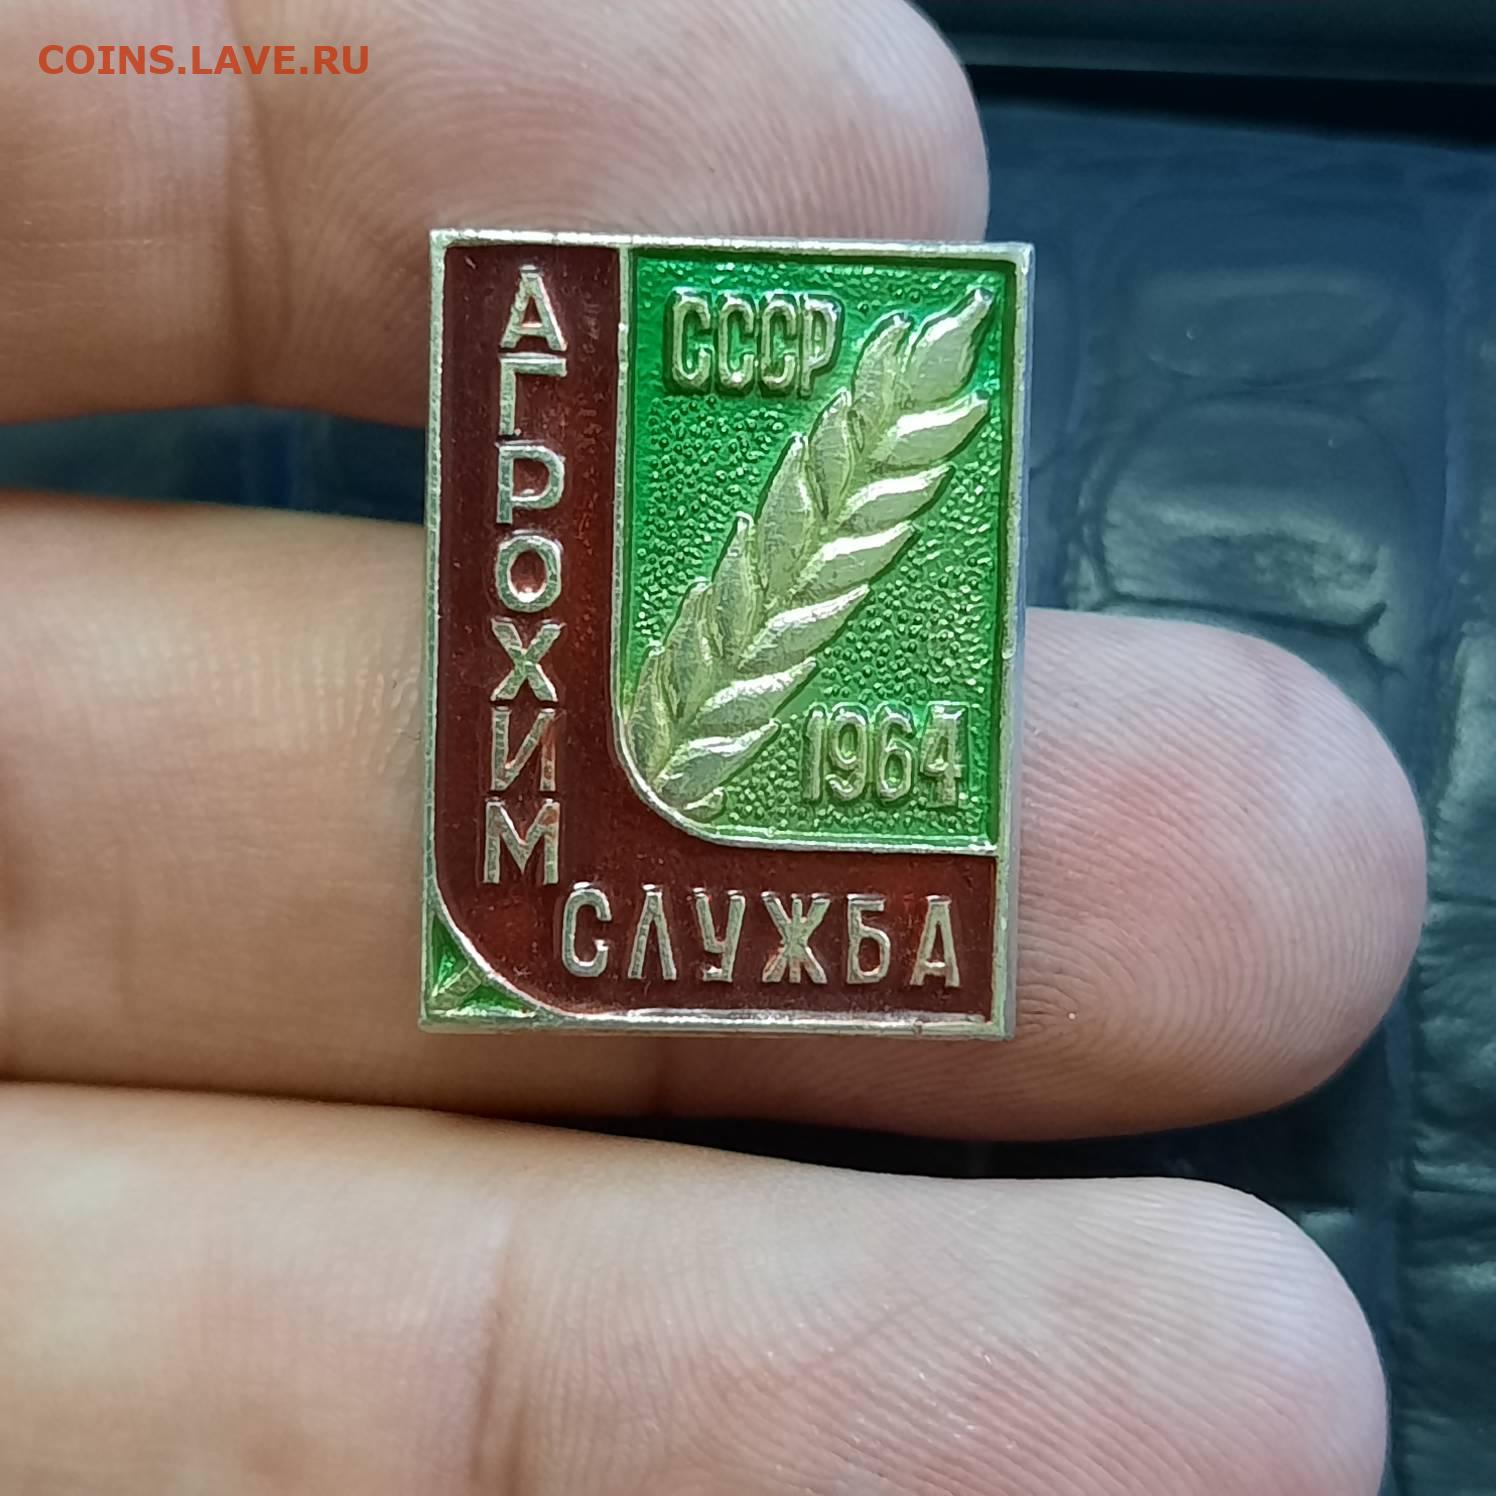 COINS.LAVE.RU
СССР
АГРОХИМ
1964
СЛУЖБА